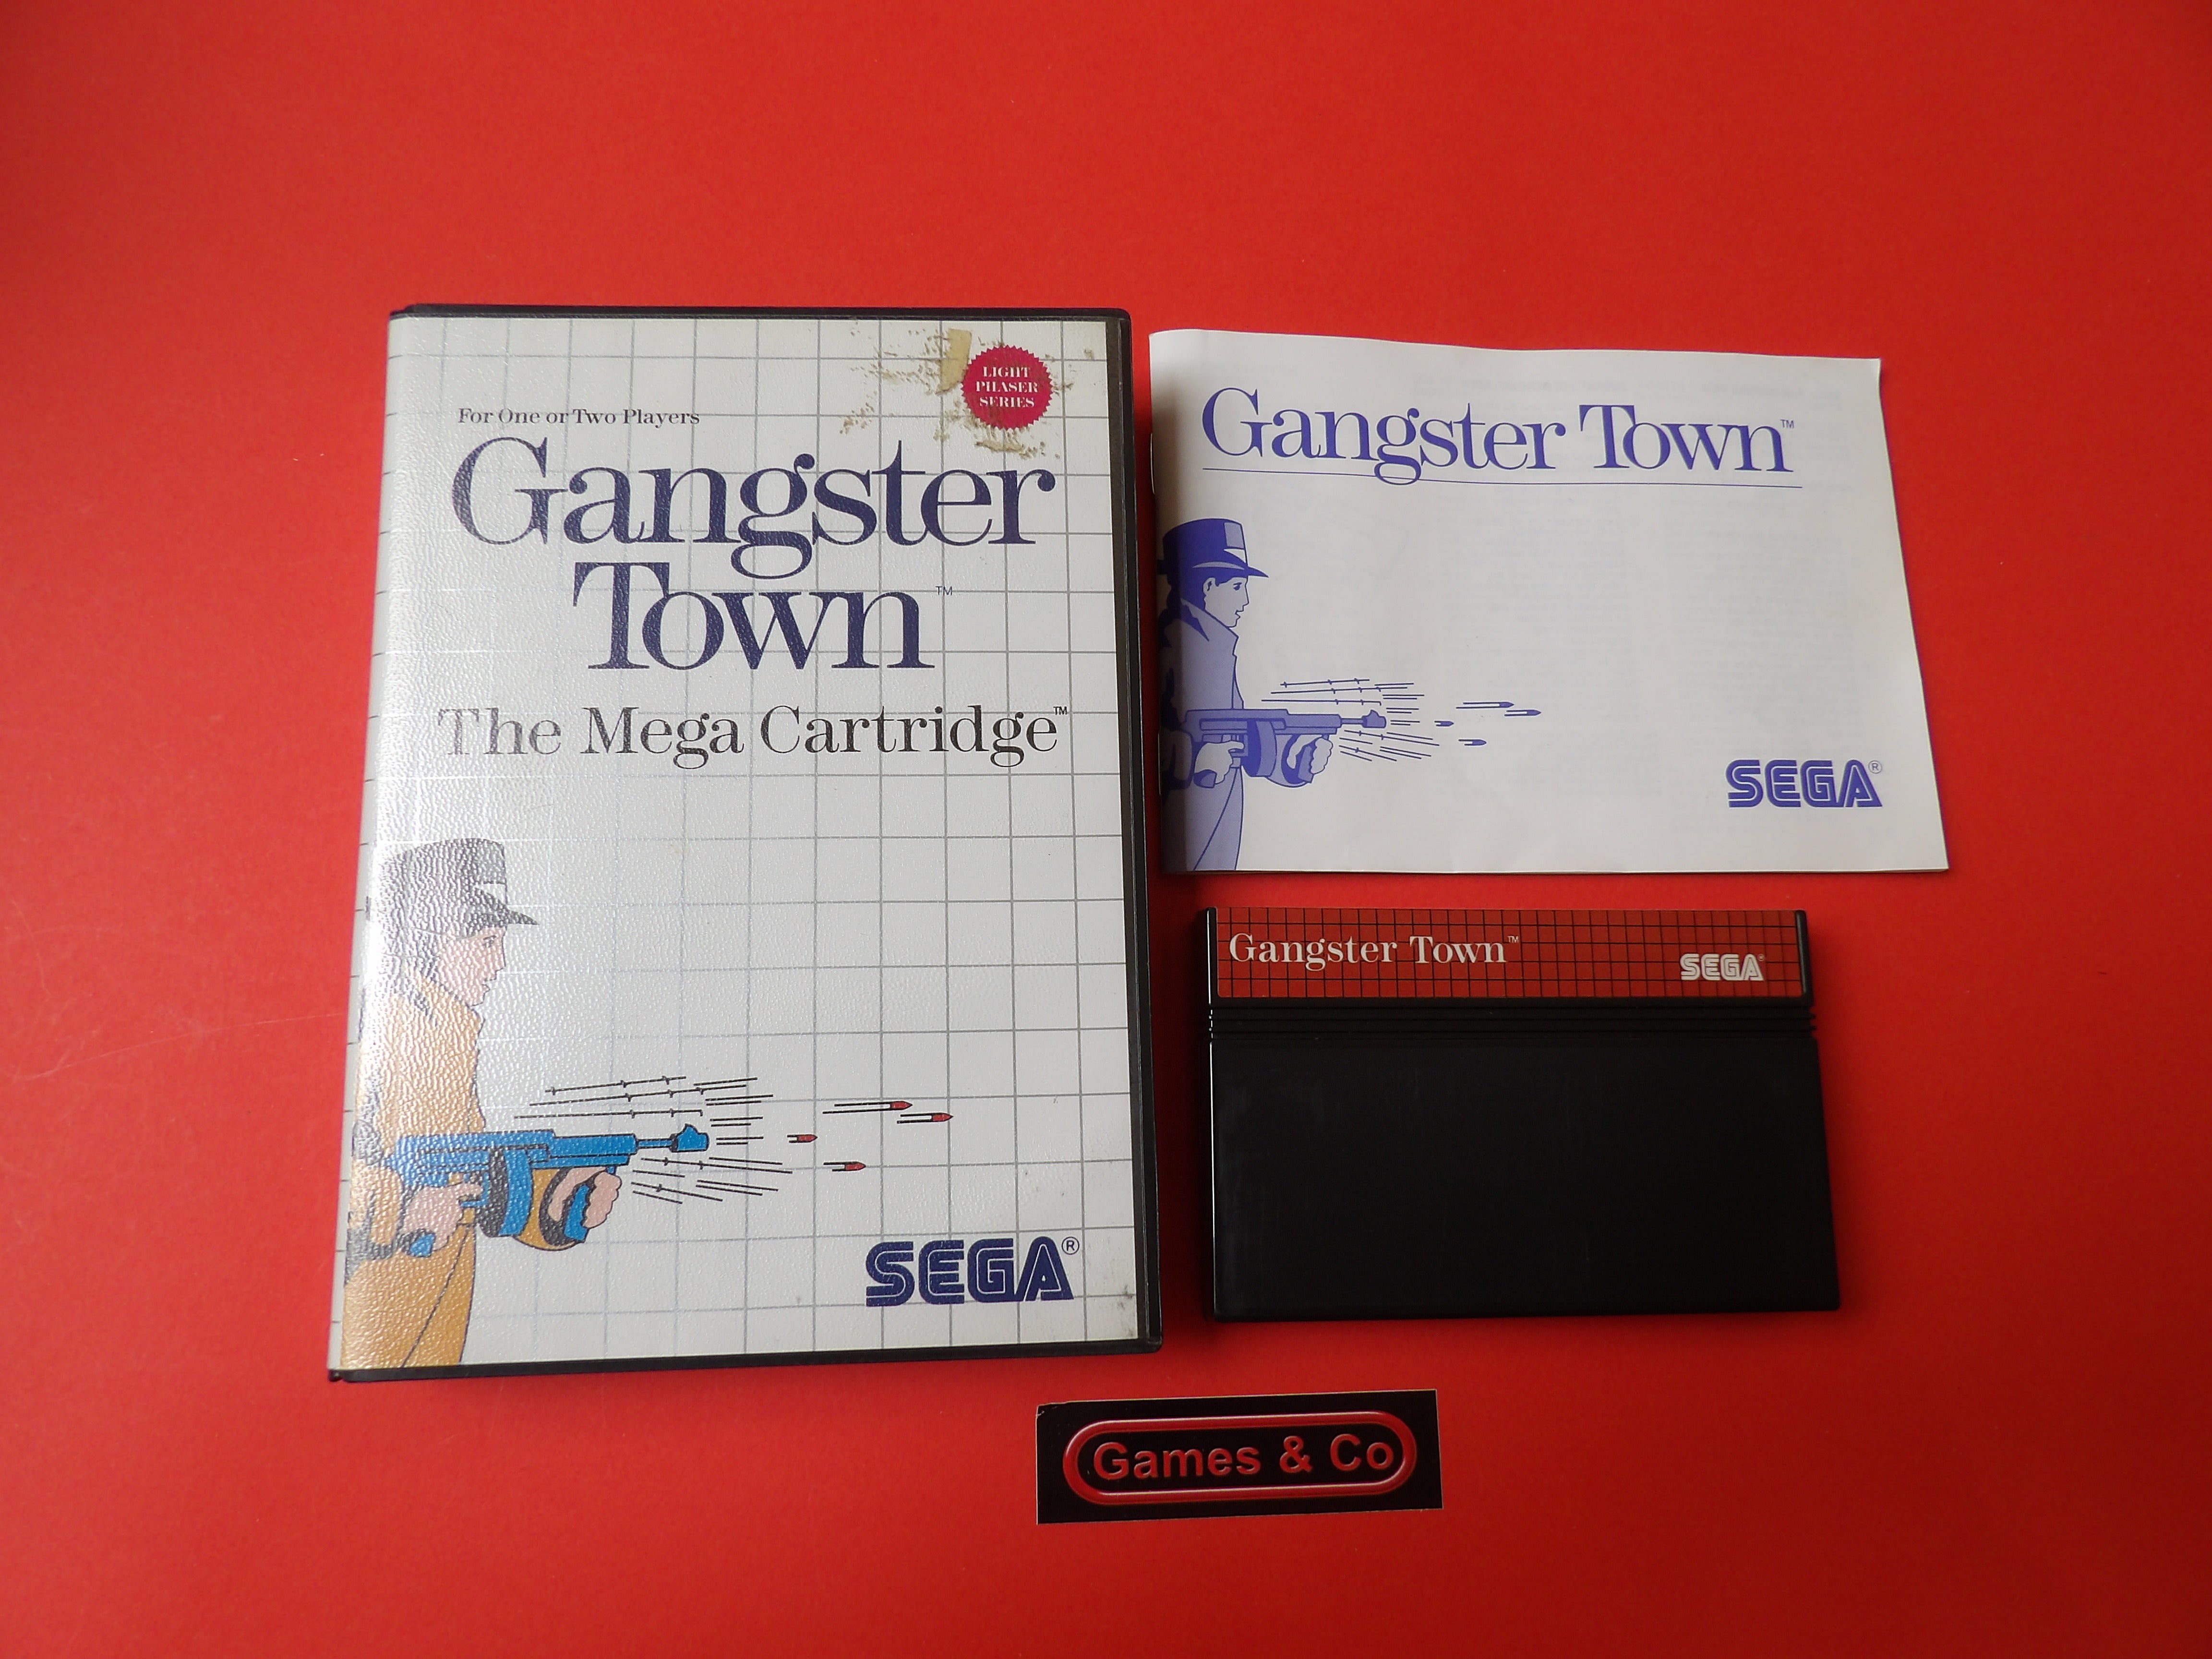 For One or Two Players
LIGHT
PHASER
SERIES
Gangster
Town™
The Mega Cartridge™
SEGA®
Gangster Town™
SEGA®
Gangster Town™
SEGA®
Games & Co